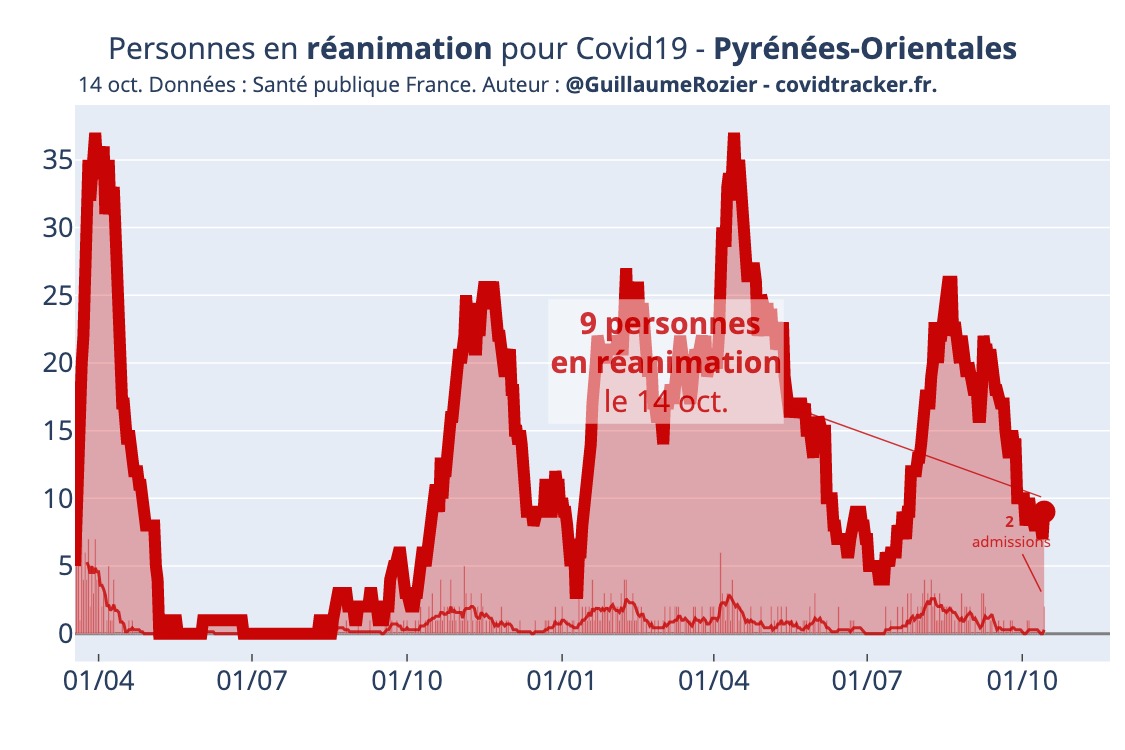 Personnes en réanimation pour Covid19 - Pyrénées-Orientales
14 oct. Données : Santé publique France. Auteur : @GuillaumeRozier - covidtracker.fr.
35
30
25
20
15
10
5
0
9 personnes
en réanimation
le 14 oct.
2
admissions
01/04
01/07
01/10
01/01
01/04
01/07
01/10